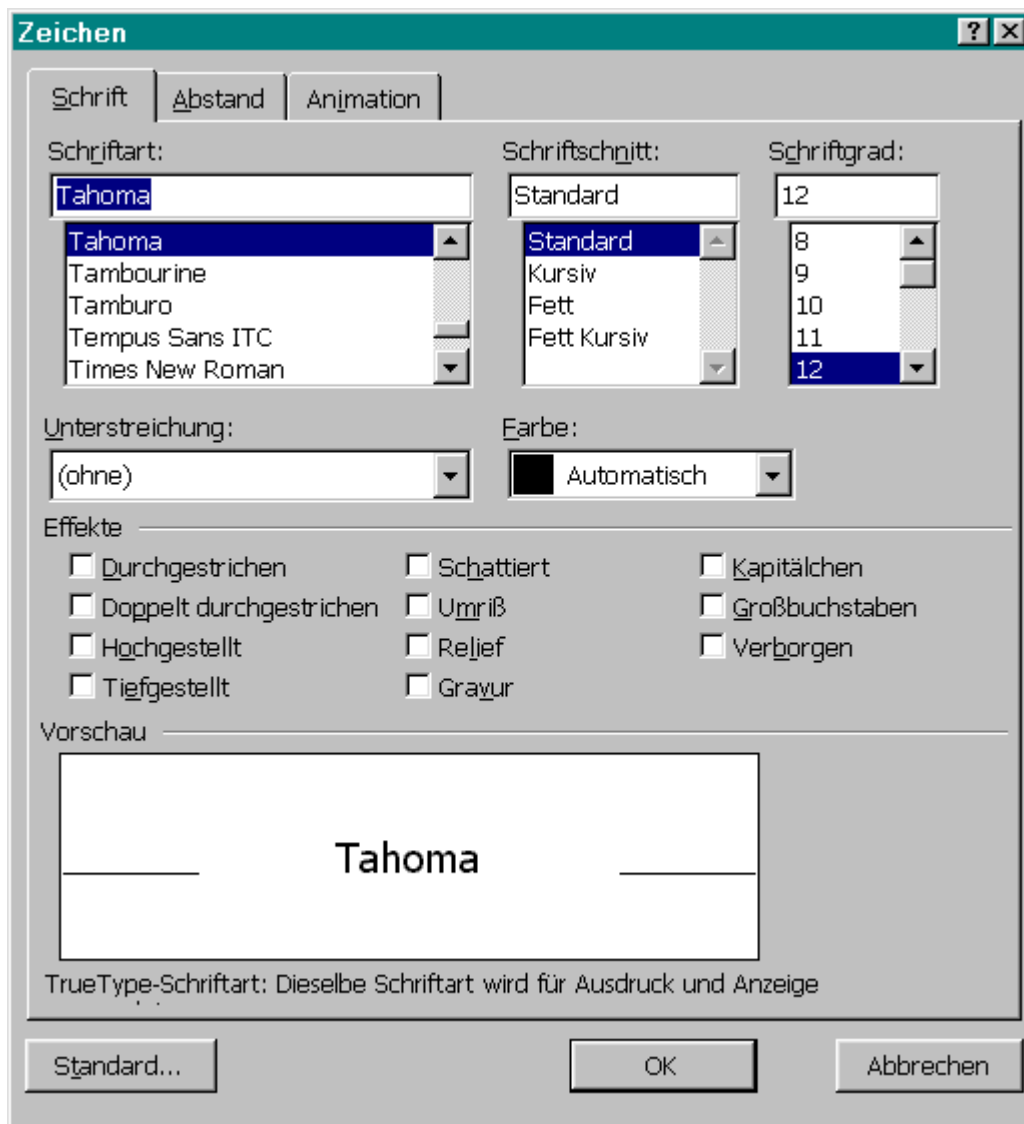 Zeichen
Schrift Abstand Animation
Schriftart: Schriftschnitt: Schriftgrad:
Tahoma Standard 12
Tahoma Standard 8
Tambourine Kursiv 9
Tamburo Fett 10
Tempus Sans ITC Fett Kursiv 11
Times New Roman 12
Unterstreichung: Farbe:
(ohne) Automatisch
Effekte
Durchgestrichen Schattiert Kapitälchen
Doppelt durchgestrichen Umriß Großbuchstaben
Hochgestellt Relief Verborgen
Tiefgestellt Gravur
Vorschau
Tahoma
TrueType-Schriftart: Dieselbe Schriftart wird für Ausdruck und Anzeige
Standard... OK Abbrechen